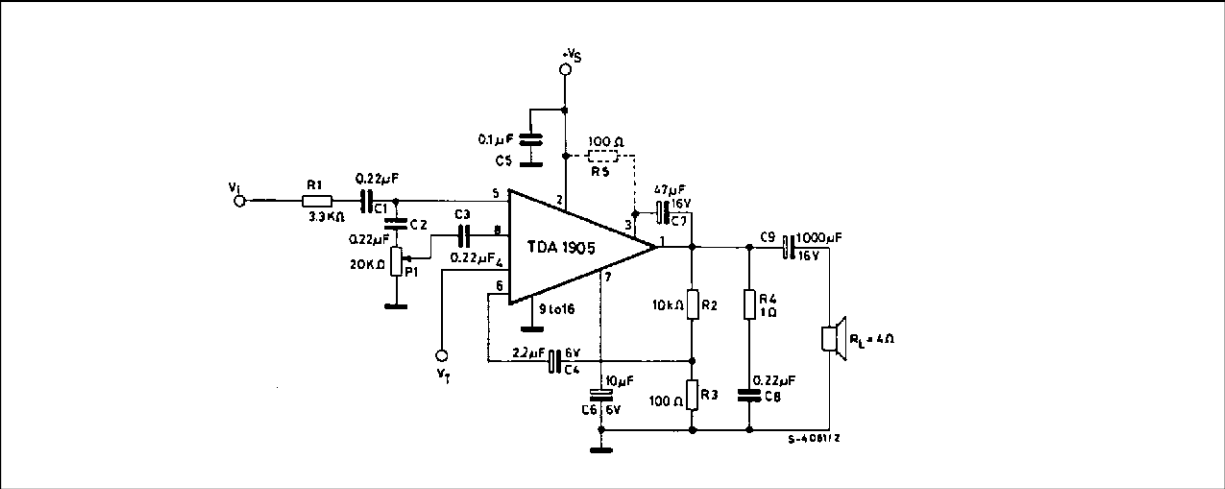 +Vs
0.1µF
C5
100Ω
R5
47µF
16V
C7
Vi
R1
3.3KΩ
0.22µF
C1
C2
0.22µF
20KΩ
P1
C3
0.22µF
5
8
4
6
2
3
1
7
TDA 1905
9 to 16
VT
2.2µF
6V
C4
10µF
C6
6V
10kΩ
R2
100Ω
R3
R4
1Ω
0.22µF
C8
C9
1000µF
16V
RL = 4Ω
S-4081/2